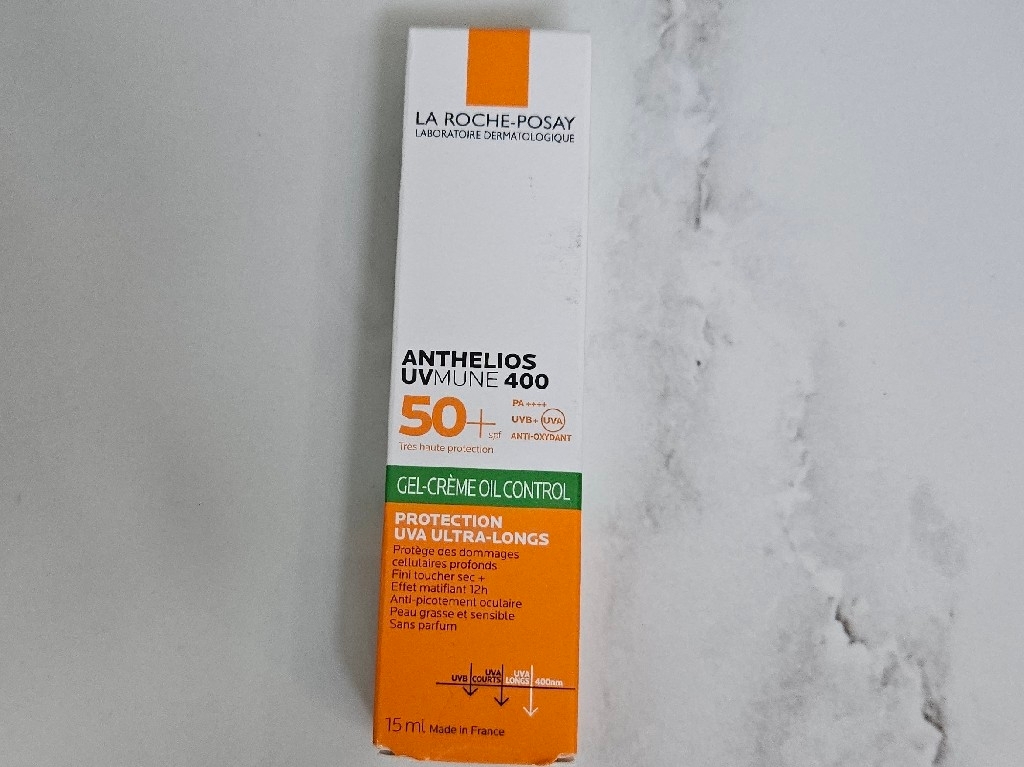 LA ROCHE-POSAY
LABORATOIRE DERMATOLOGIQUE
ANTHELIOS
UVMUNE 400
50+ spf
Très haute protection
PA ++++
UVB + UVA
ANTI-OXYDANT
GEL-CRÈME OIL CONTROL
PROTECTION
UVA ULTRA-LONGS
Protège des dommages
cellulaires profonds
Fini toucher sec +
Effet matifiant 12h
Anti-picotement oculaire
Peau grasse et sensible
Sans parfum
UVB UVA COURTS UVA LONGS 400nm
15 ml Made in France